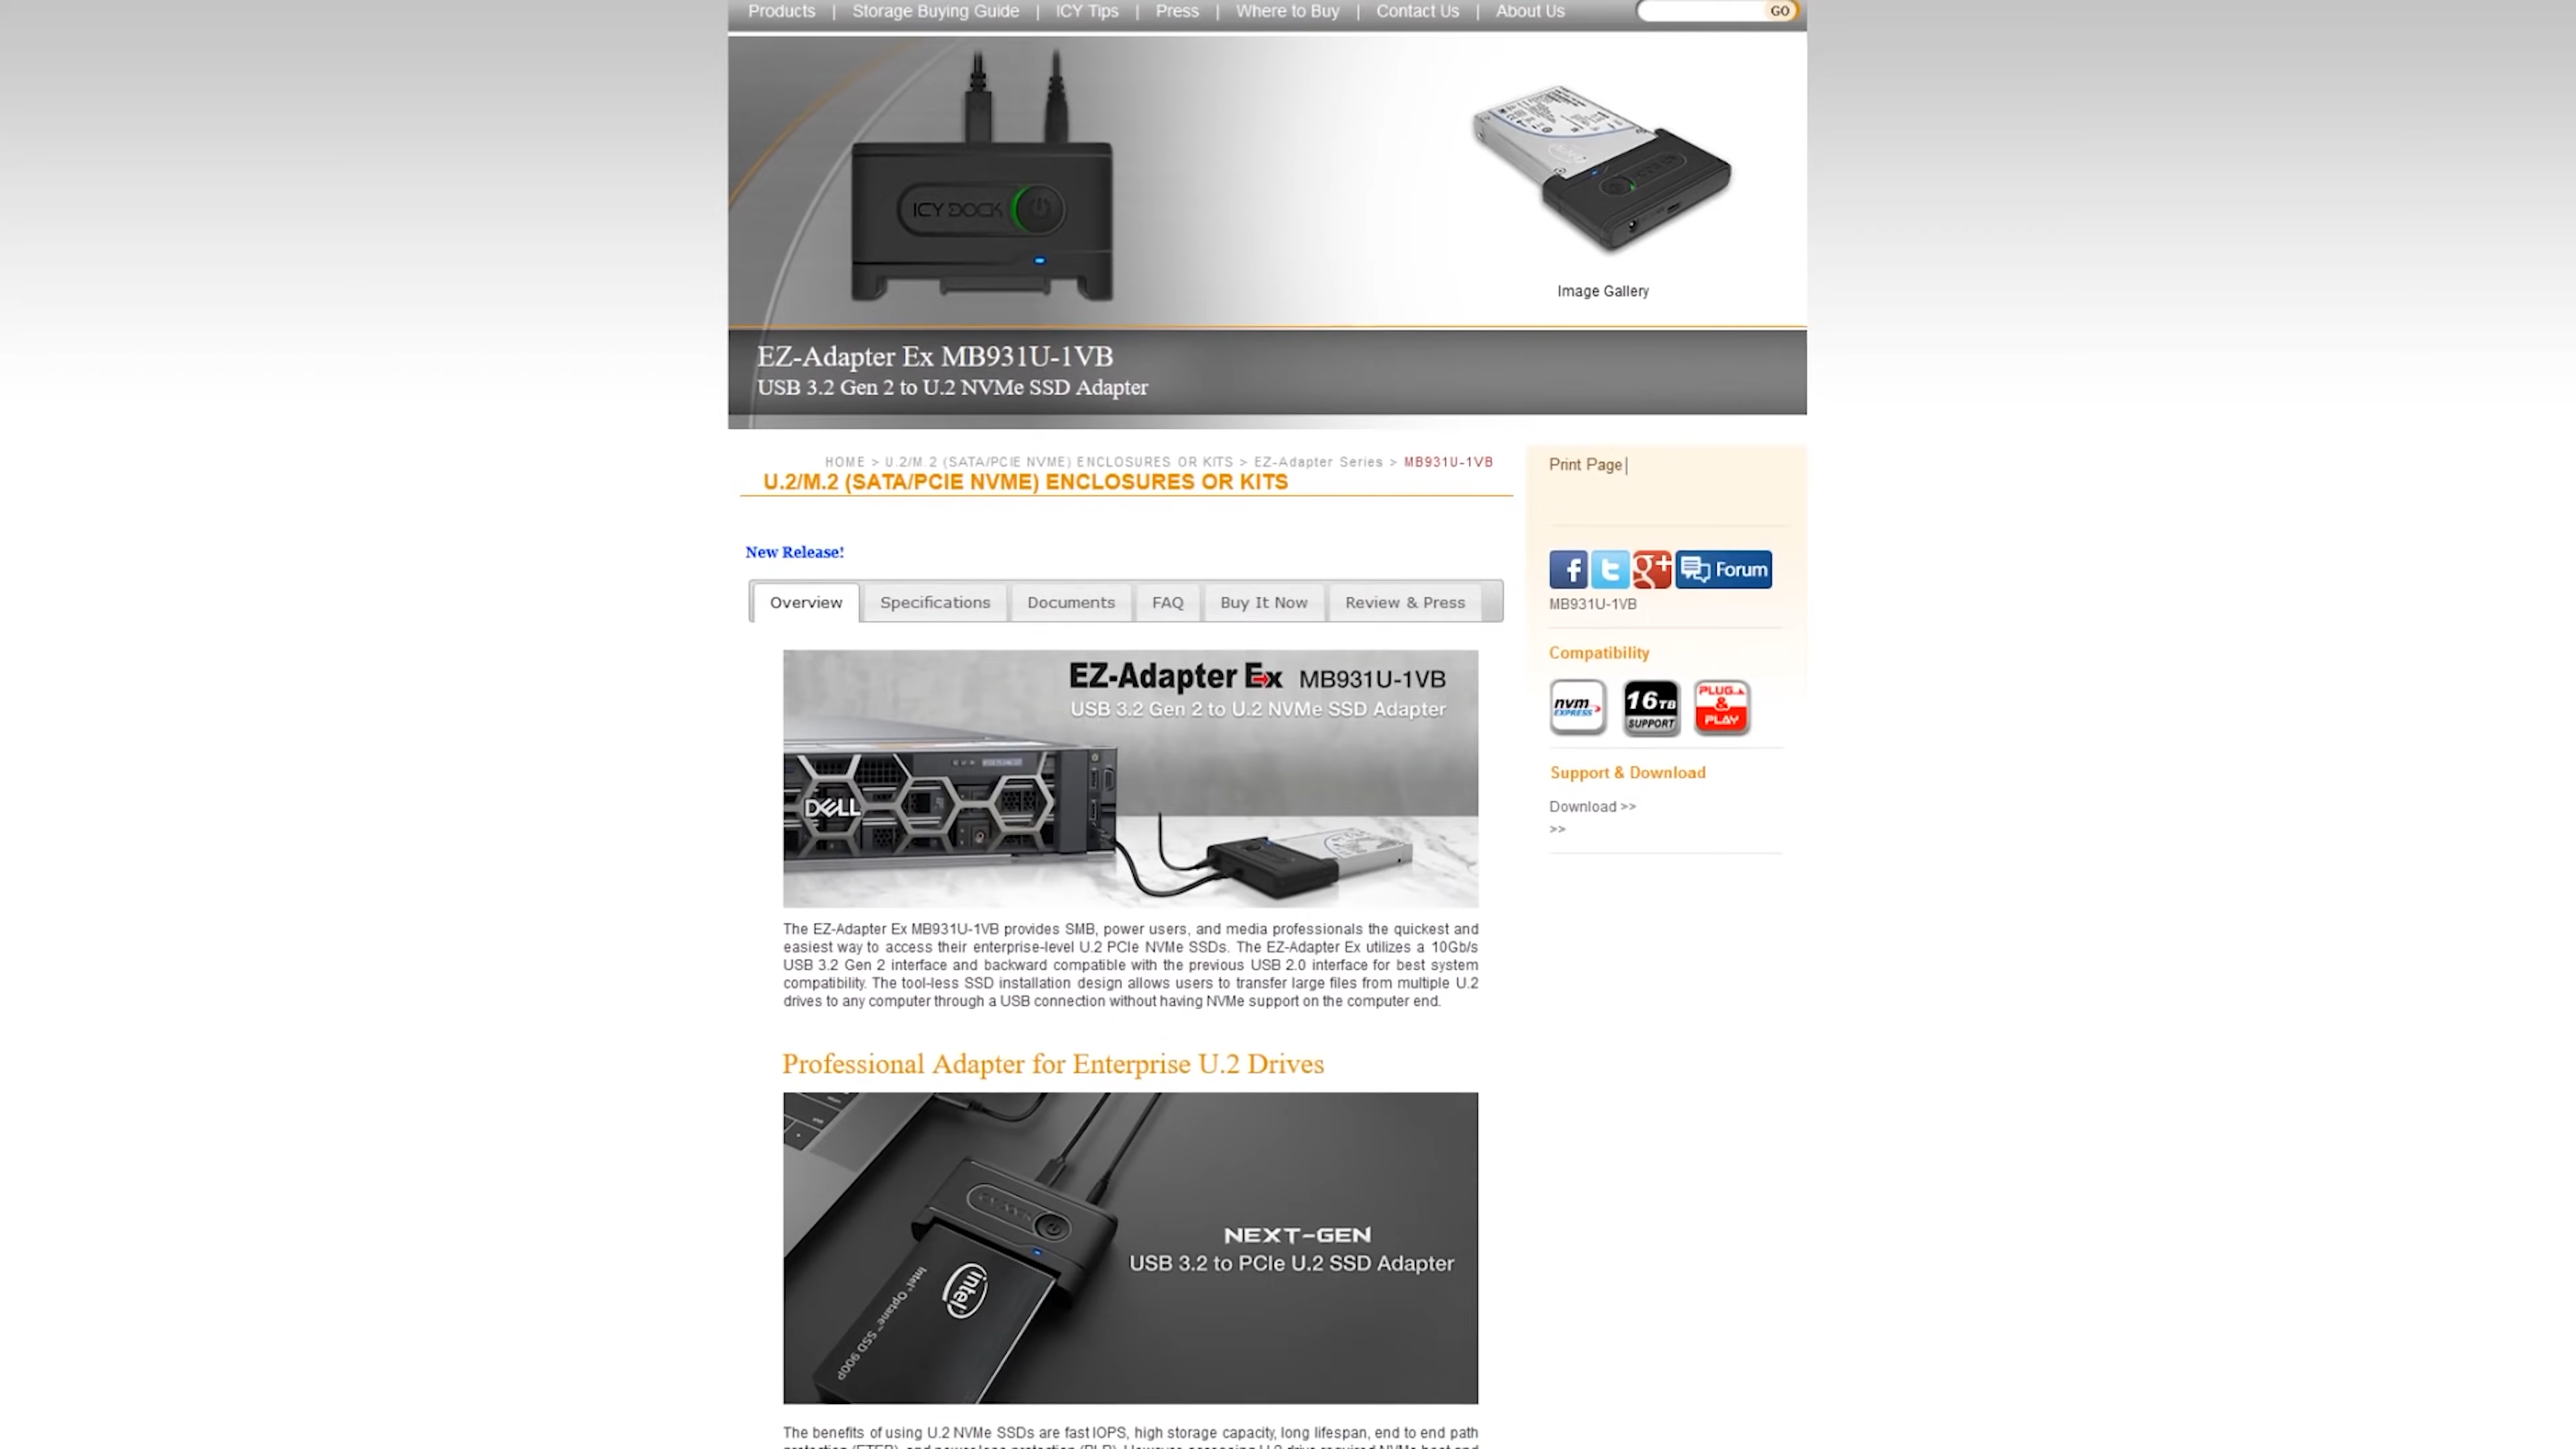 Products | Storage Buying Guide | ICY Tips | Press | Where to Buy | Contact Us | About Us
GO
ICY DOCK
Image Gallery
EZ-Adapter Ex MB931U-1VB
USB 3.2 Gen 2 to U.2 NVMe SSD Adapter
HOME > U.2/M.2 (SATA/PCIE NVME) ENCLOSURES OR KITS > EZ-Adapter Series > MB931U-1VB
U.2/M.2 (SATA/PCIE NVME) ENCLOSURES OR KITS
Print Page|
New Release!
f t g+ Forum
MB931U-1VB
Overview Specifications Documents FAQ Buy It Now Review & Press
Compatibility
nvm EXPRESS
16TB SUPPORT
PLUG & PLAY
Support & Download
Download >>
>>
EZ-Adapter Ex MB931U-1VB
USB 3.2 Gen 2 to U.2 NVMe SSD Adapter
DELL
The EZ-Adapter Ex MB931U-1VB provides SMB, power users, and media professionals the quickest and
easiest way to access their enterprise-level U.2 PCIe NVMe SSDs. The EZ-Adapter Ex utilizes a 10Gb/s
USB 3.2 Gen 2 interface and backward compatible with the previous USB 2.0 interface for best system
compatibility. The tool-less SSD installation design allows users to transfer large files from multiple U.2
drives to any computer through a USB connection without having NVMe support on the computer end.
Professional Adapter for Enterprise U.2 Drives
NEXT-GEN
USB 3.2 to PCIe U.2 SSD Adapter
ICY DOCK
intel
Intel® Optane™ SSD 900P
The benefits of using U.2 NVMe SSDs are fast IOPS, high storage capacity, long lifespan, end to end path